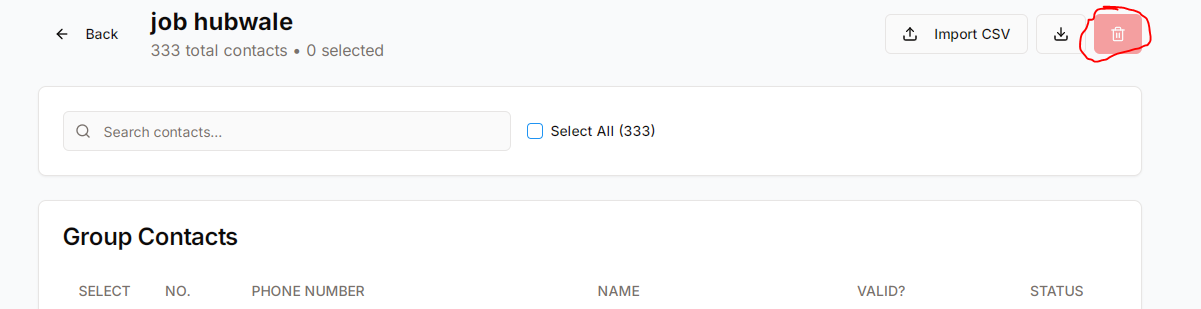 Back
job hubwale
333 total contacts • 0 selected
Import CSV
Search contacts...
Select All (333)
Group Contacts
SELECT NO. PHONE NUMBER NAME VALID? STATUS